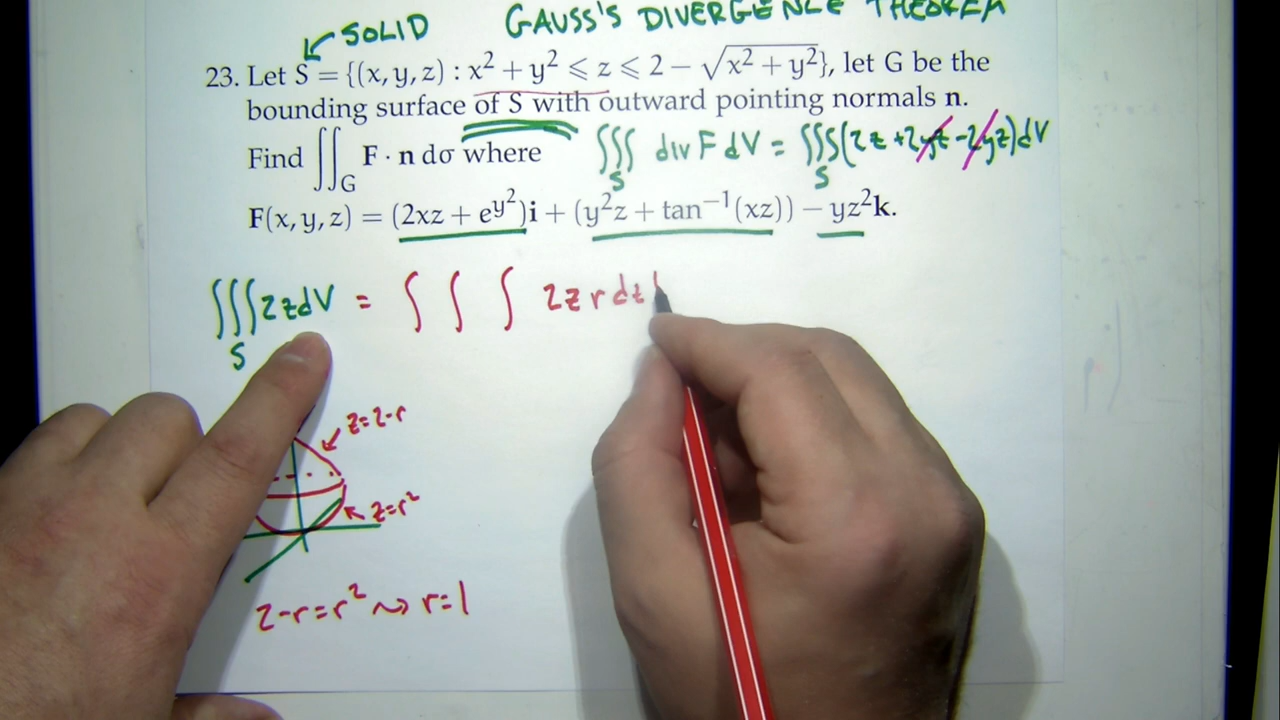 SOLID GAUSS'S DIVERGENCE THEOREM
23. Let S = {(x, y, z) : x² + y² ⩽ z ⩽ 2 − √(x² + y²)}, let G be the
bounding surface of S with outward pointing normals n.
∭_S div F dV = ∭_S (2z + 2yz − 2yz) dV
Find ∬_G F · n dσ where
F(x, y, z) = (2xz + e^{y²})i + (y²z + tan⁻¹(xz)) − yz²k.
∭_S 2z dV = ∫ ∫ ∫ 2z r dz
z=2-r
z=r²
2-r=r² ⤳ r=1